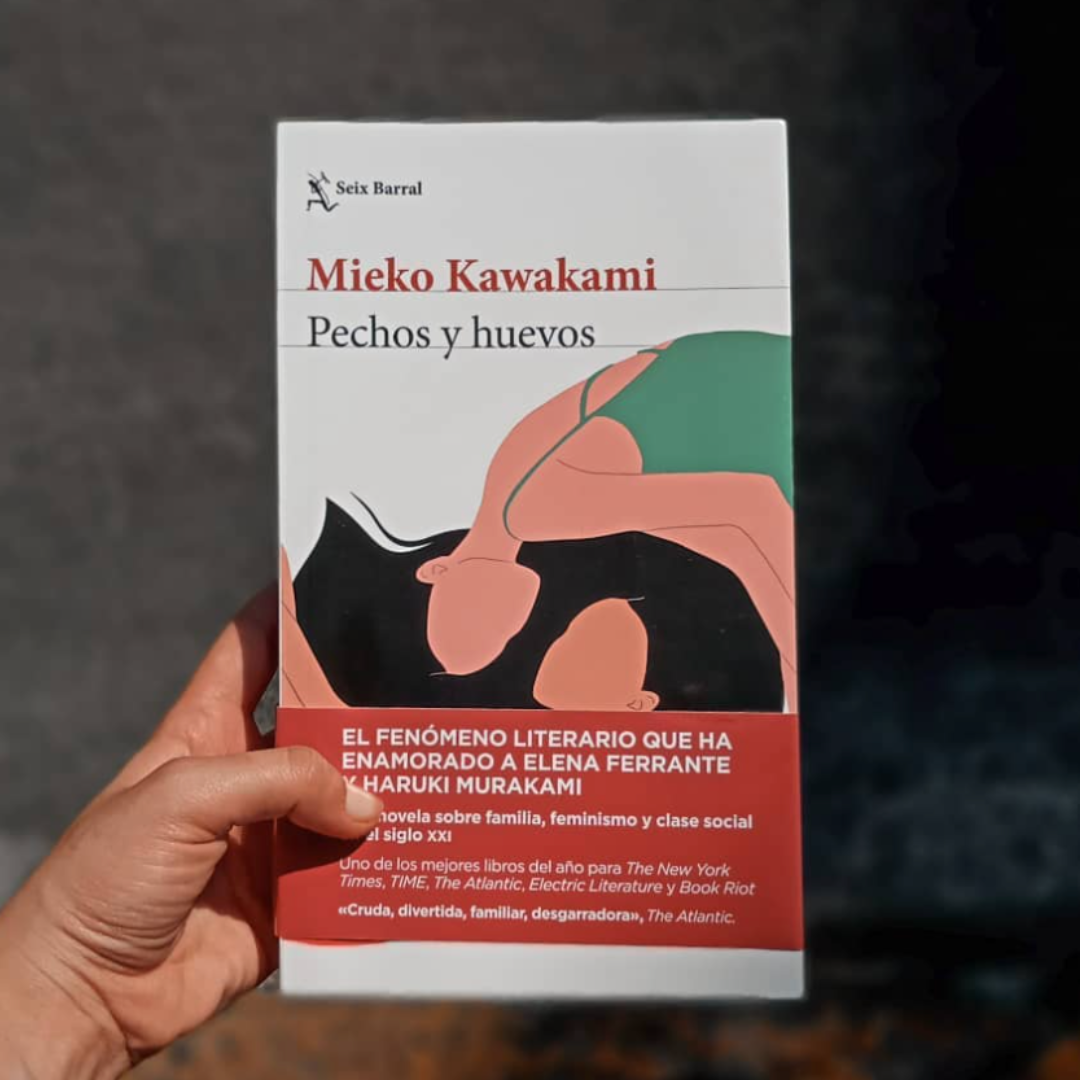 Seix Barral
Mieko Kawakami
Pechos y huevos
EL FENÓMENO LITERARIO QUE HA
ENAMORADO A ELENA FERRANTE
Y HARUKI MURAKAMI
novela sobre familia, feminismo y clase social
el siglo XXI
Uno de los mejores libros del año para The New York
Times, TIME, The Atlantic, Electric Literature y Book Riot
«Cruda, divertida, familiar, desgarradora», The Atlantic.